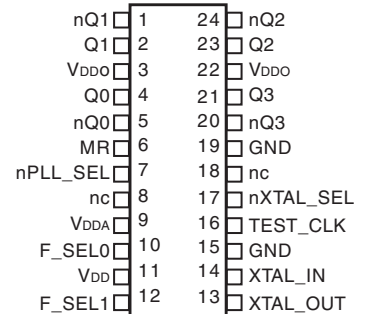 nQ1 1 24 nQ2
Q1 2 23 Q2
VDDO 3 22 VDDO
Q0 4 21 Q3
nQ0 5 20 nQ3
MR 6 19 GND
nPLL_SEL 7 18 nc
nc 8 17 nXTAL_SEL
VDDA 9 16 TEST_CLK
F_SEL0 10 15 GND
VDD 11 14 XTAL_IN
F_SEL1 12 13 XTAL_OUT